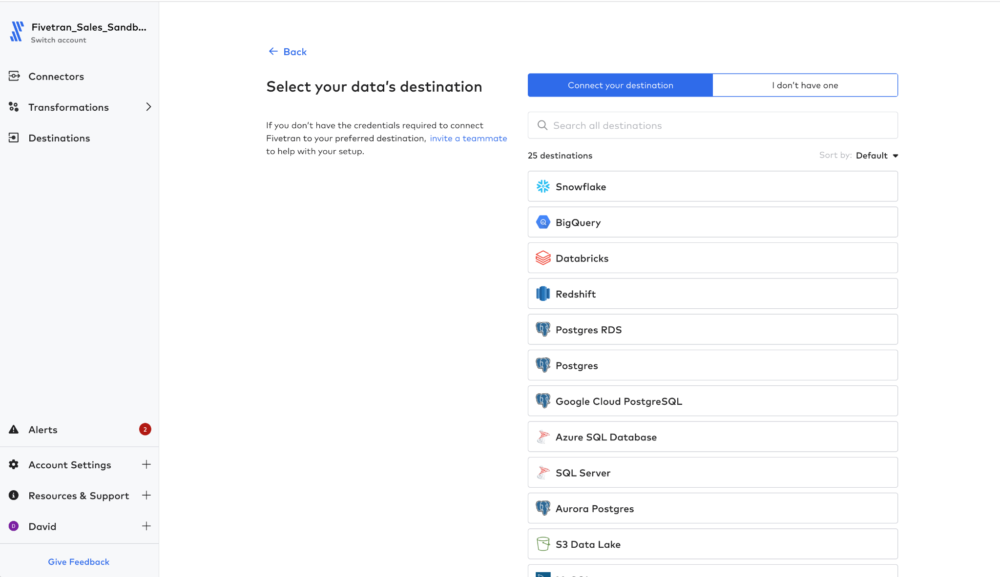 Fivetran_Sales_Sandb...
Switch account
Connectors
Transformations
Destinations
Alerts
2
Account Settings
Resources & Support
D
David
Give Feedback
Back
Select your data's destination
If you don't have the credentials required to connect
Fivetran to your preferred destination, invite a teammate
to help with your setup.
Connect your destination
I don't have one
Search all destinations
25 destinations
Sort by: Default
Snowflake
BigQuery
Databricks
Redshift
Postgres RDS
Postgres
Google Cloud PostgreSQL
Azure SQL Database
SQL Server
Aurora Postgres
S3 Data Lake